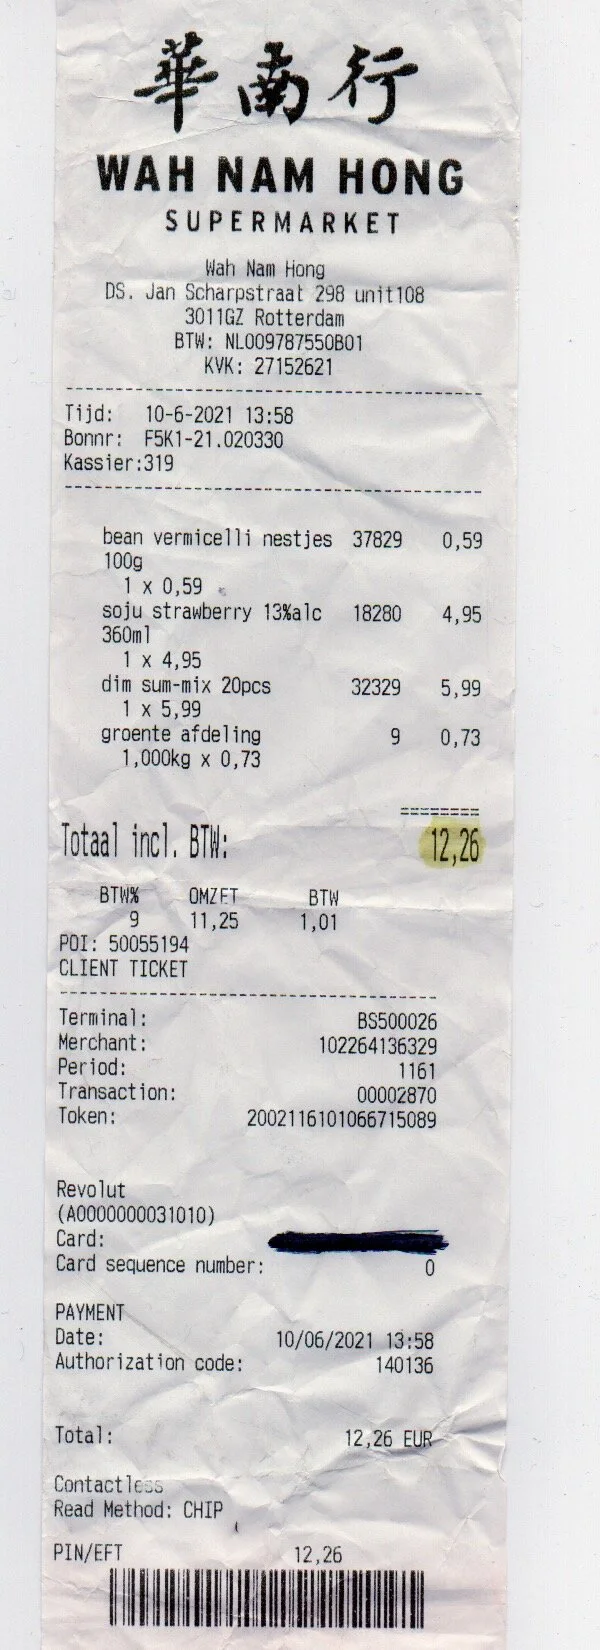 華南行
WAH NAM HONG
SUPERMARKET
Wah Nam Hong
DS. Jan Scharpstraat 298 unit108
3011GZ Rotterdam
BTW: NL009787550B01
KVK: 27152621
Tijd: 10-6-2021 13:58
Bonnr: F5K1-21.020330
Kassier:319
bean vermicelli nestjes 37829 0,59
100g
1 x 0,59
soju strawberry 13%alc 18280 4,95
360ml
1 x 4,95
dim sum-mix 20pcs 32329 5,99
1 x 5,99
groente afdeling 9 0,73
1,000kg x 0,73
========
Totaal incl. BTW: 12,26
BTW% OMZET BTW
9 11,25 1,01
POI: 50055194
CLIENT TICKET
Terminal: BS500026
Merchant: 102264136329
Period: 1161
Transaction: 00002870
Token: 2002116101066715089
Revolut
(A0000000031010)
Card:
Card sequence number: 0
PAYMENT
Date: 10/06/2021 13:58
Authorization code: 140136
Total: 12,26 EUR
Contactless
Read Method: CHIP
PIN/EFT 12,26